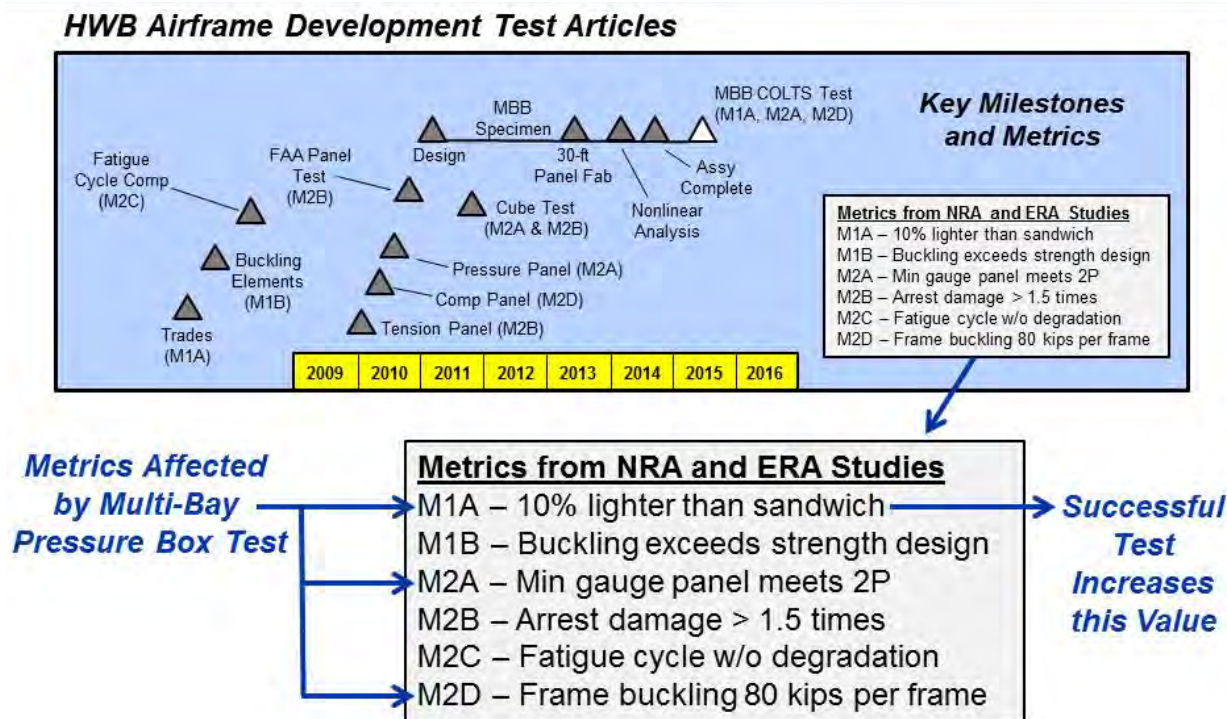 HWB Airframe Development Test Articles
Key Milestones
and Metrics
MBB COLTS Test
(M1A, M2A, M2D)
MBB
Specimen
Design
30-ft
Panel Fab
Assy
Complete
Nonlinear
Analysis
FAA Panel
Test
(M2B)
Fatigue
Cycle Comp
(M2C)
Cube Test
(M2A & M2B)
Buckling
Elements
(M1B)
Pressure Panel (M2A)
Comp Panel (M2D)
Trades
(M1A)
Tension Panel (M2B)
2009 2010 2011 2012 2013 2014 2015 2016
Metrics from NRA and ERA Studies
M1A – 10% lighter than sandwich
M1B – Buckling exceeds strength design
M2A – Min gauge panel meets 2P
M2B – Arrest damage > 1.5 times
M2C – Fatigue cycle w/o degradation
M2D – Frame buckling 80 kips per frame
Metrics Affected
by Multi-Bay
Pressure Box Test
Metrics from NRA and ERA Studies
M1A – 10% lighter than sandwich
M1B – Buckling exceeds strength design
M2A – Min gauge panel meets 2P
M2B – Arrest damage > 1.5 times
M2C – Fatigue cycle w/o degradation
M2D – Frame buckling 80 kips per frame
Successful
Test
Increases
this Value